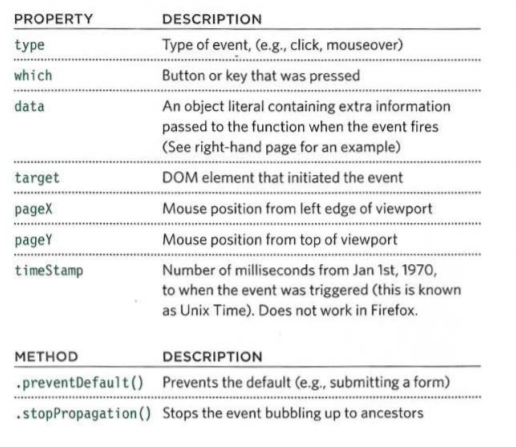 PROPERTY DESCRIPTION
type Type of event, (e.g., click, mouseover)
which Button or key that was pressed
data An object literal containing extra information
passed to the function when the event fires
(See right-hand page for an example)
target DOM element that initiated the event
pageX Mouse position from left edge of viewport
pageY Mouse position from top of viewport
timeStamp Number of milliseconds from Jan 1st, 1970,
to when the event was triggered (this is known
as Unix Time). Does not work in Firefox.
METHOD DESCRIPTION
.preventDefault() Prevents the default (e.g., submitting a form)
.stopPropagation() Stops the event bubbling up to ancestors